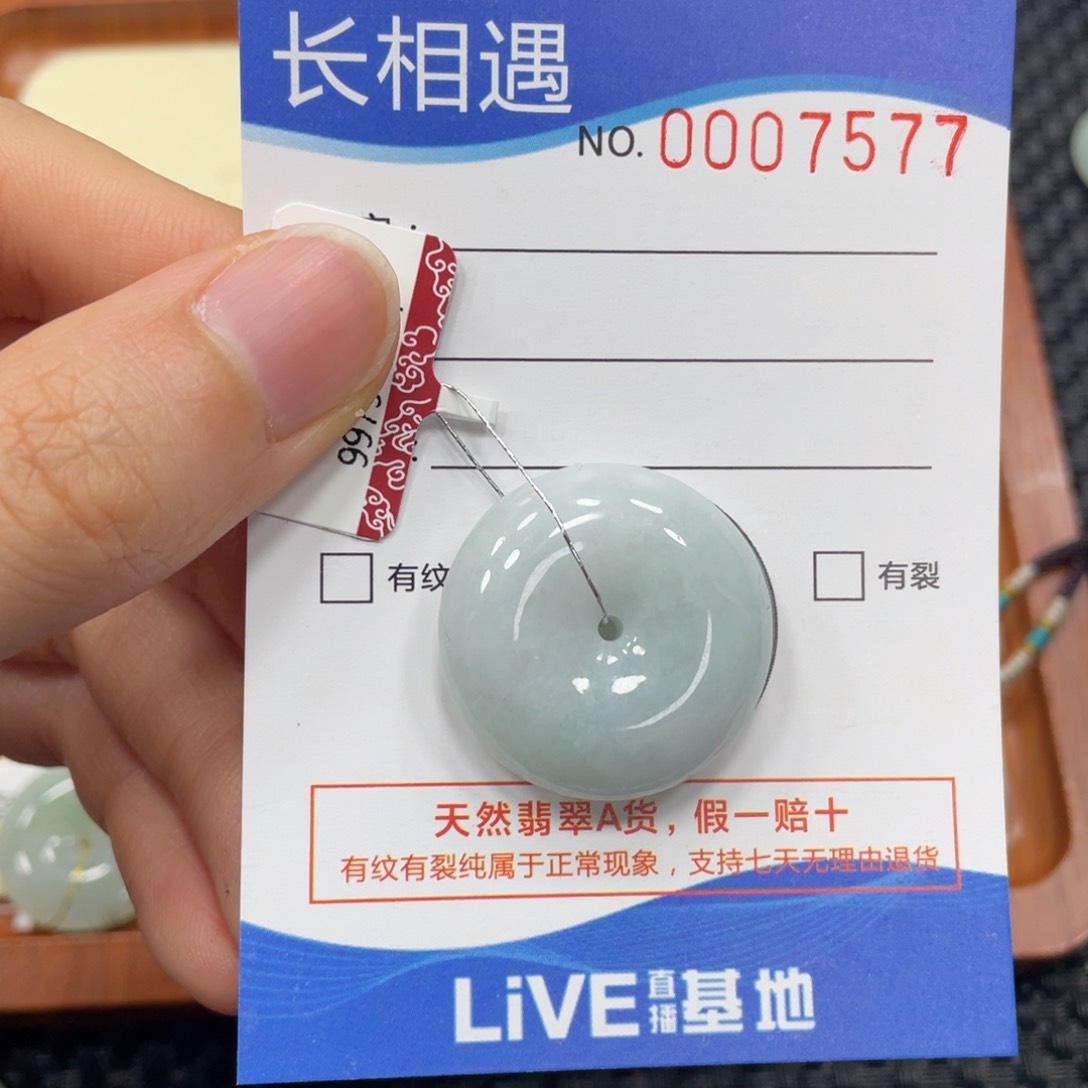 长相遇
NO. 0007577
997
有纹
有裂
天然翡翠A货，假一赔十
有纹有裂纯属于正常现象，支持七天无理由退货
LiVE直播基地